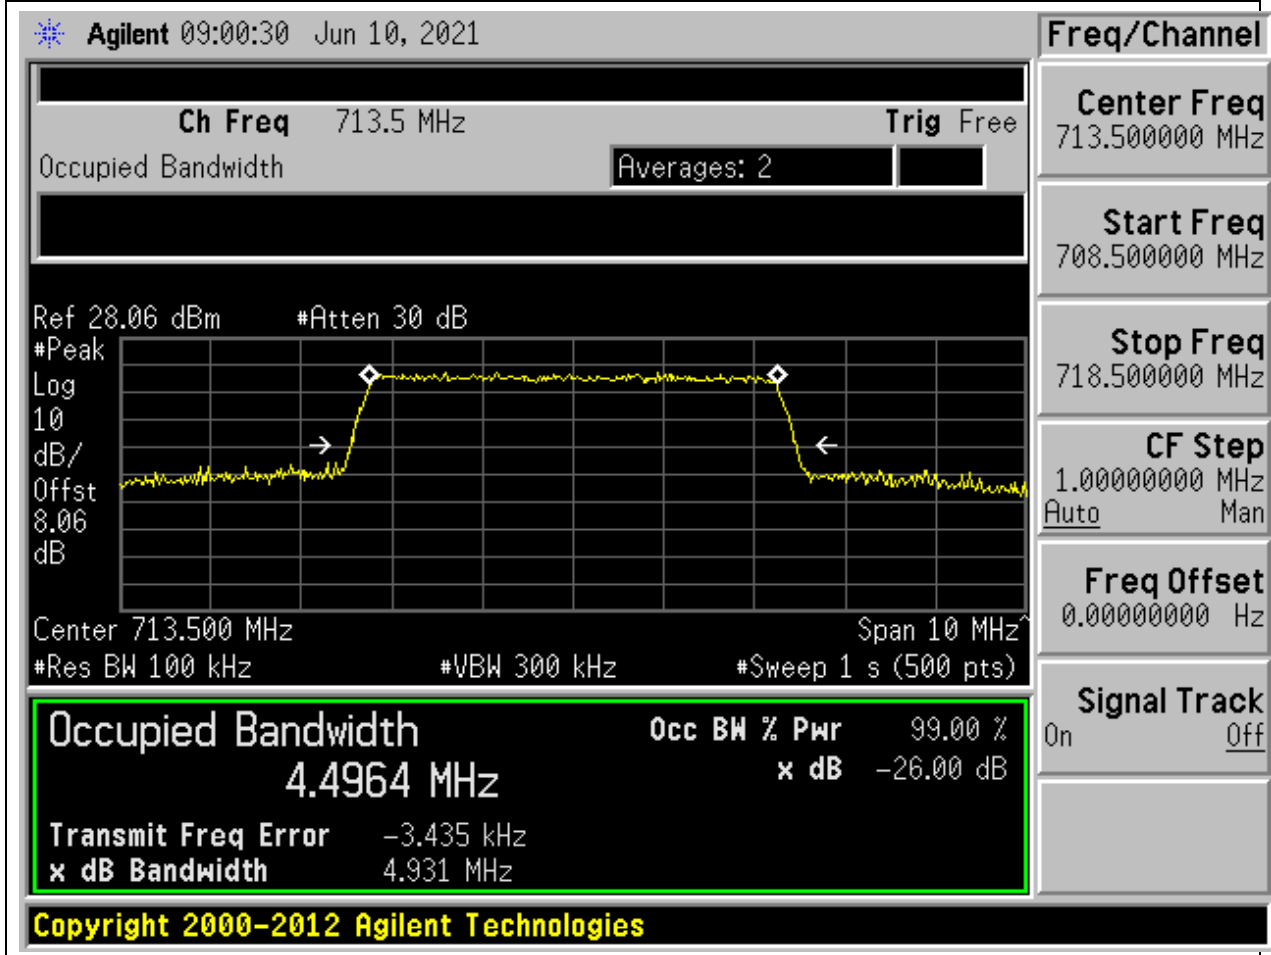 Agilent 09:00:30 Jun 10, 2021
Freq/Channel
Ch Freq 713.5 MHz Trig Free
Occupied Bandwidth Averages: 2
Center Freq
713.500000 MHz
Start Freq
708.500000 MHz
Stop Freq
718.500000 MHz
CF Step
1.00000000 MHz
Auto Man
Freq Offset
0.00000000 Hz
Signal Track
On Off
Ref 28.06 dBm #Atten 30 dB
#Peak
Log
10
dB/
Offst
8.06
dB
Center 713.500 MHz Span 10 MHz^
#Res BW 100 kHz #VBW 300 kHz #Sweep 1 s (500 pts)
Occupied Bandwidth Occ BW % Pwr 99.00 %
4.4964 MHz x dB -26.00 dB
Transmit Freq Error -3.435 kHz
x dB Bandwidth 4.931 MHz
Copyright 2000-2012 Agilent Technologies